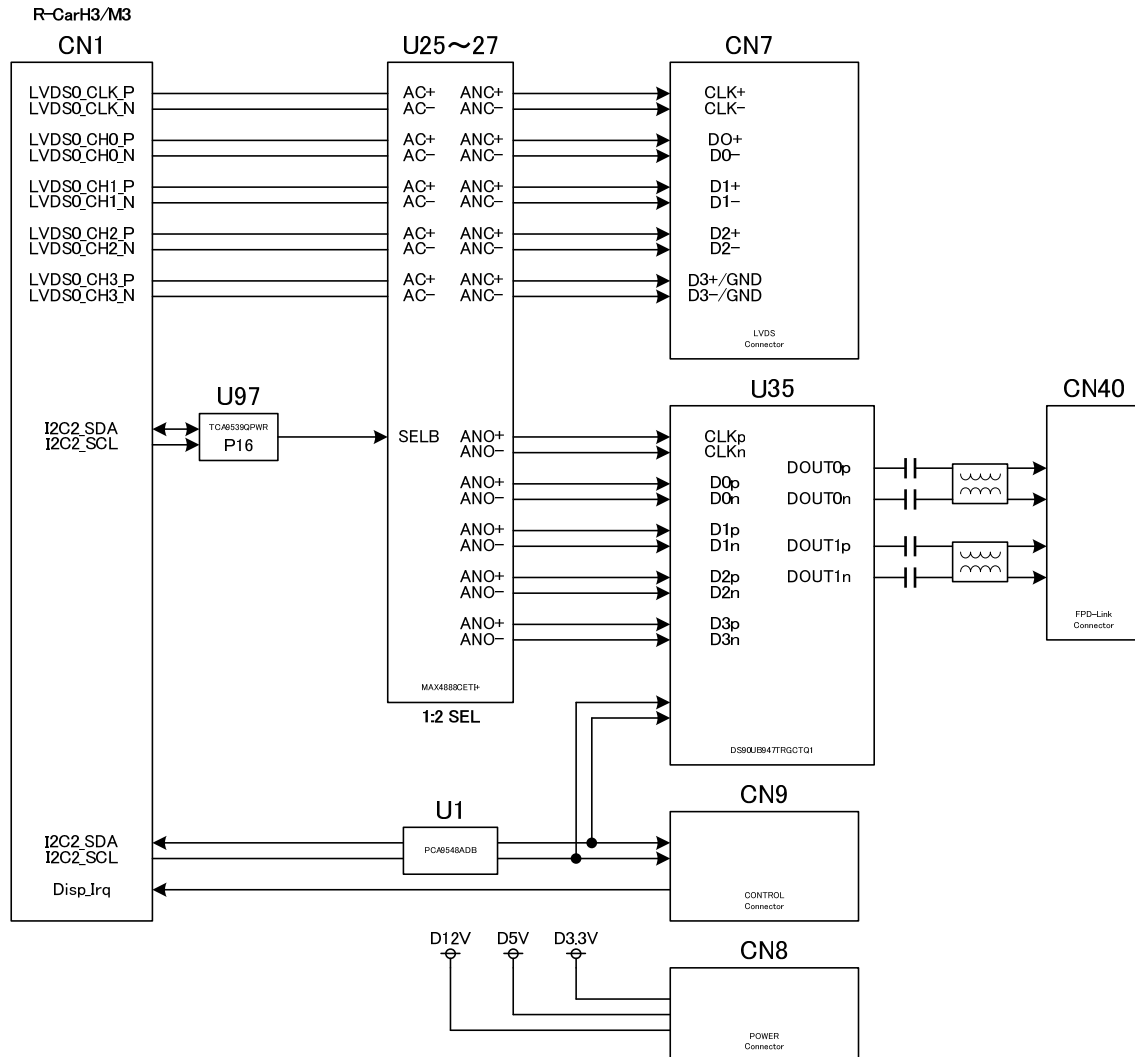 R-CarH3/M3
CN1
U25～27
CN7
LVDS0_CLK_P
AC+ ANC+
CLK+
LVDS0_CLK_N
AC- ANC-
CLK-
LVDS0_CH0_P
AC+ ANC+
DO+
LVDS0_CH0_N
AC- ANC-
D0-
LVDS0_CH1_P
AC+ ANC+
D1+
LVDS0_CH1_N
AC- ANC-
D1-
LVDS0_CH2_P
AC+ ANC+
D2+
LVDS0_CH2_N
AC- ANC-
D2-
LVDS0_CH3_P
AC+ ANC+
D3+/GND
LVDS0_CH3_N
AC- ANC-
D3-/GND
LVDS
Connector
U97
U35
CN40
I2C2_SDA
I2C2_SCL
TCA9539QPWR
P16
SELB
ANO+
ANO-
ANO+
ANO-
ANO+
ANO-
ANO+
ANO-
ANO+
ANO-
CLKp
CLKn
D0p
D0n
D1p
D1n
D2p
D2n
D3p
D3n
DOUT0p
DOUT0n
DOUT1p
DOUT1n
FPD-Link
Connector
MAX4888CETI+
1:2 SEL
DS90UB947TRGCTQ1
U1
CN9
I2C2_SDA
I2C2_SCL
PCA9548ADB
Disp_Irq
CONTROL
Connector
D12V D5V D3.3V
CN8
POWER
Connector